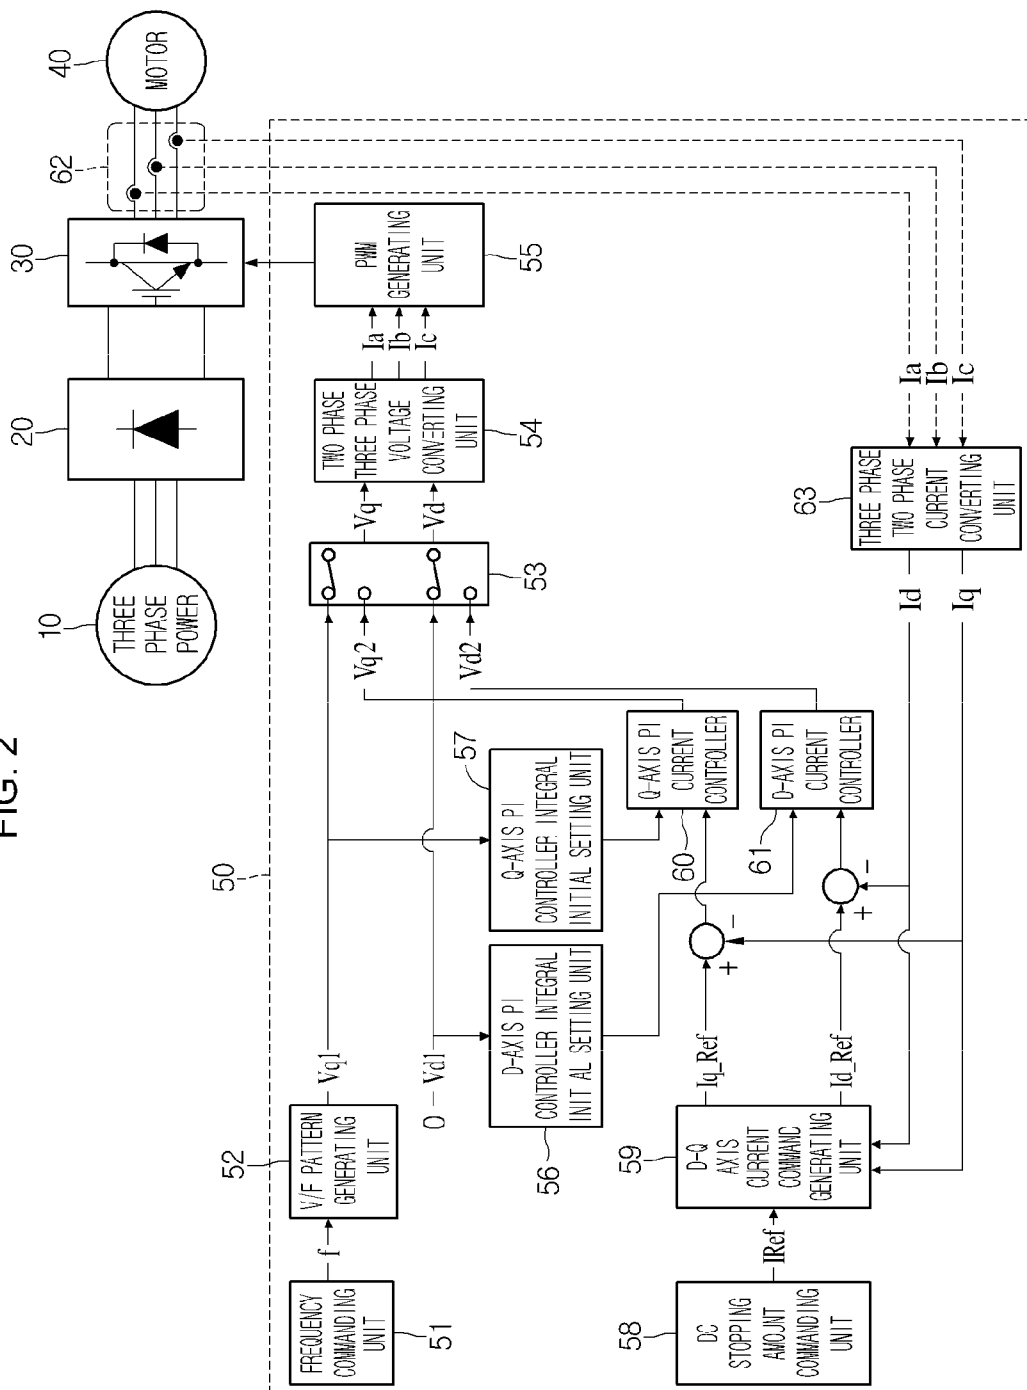 FIG. 2
10
THREE
PHASE
POWER
20
30
62
40
MOTOR
50
51
FREQUENCY
COMMANDING
UNIT
f
52
V/F PATTERN
GENERATING
UNIT
Vq1
0
Vd1
53
Vq
Vd
Vq2
Vd2
54
TWO PHASE
THREE PHASE
VOLTAGE
CONVERTING
UNIT
Ia
Ib
Ic
55
PWM
GENERATING
UNIT
56
D-AXIS PI
CONTROLLER INTEGRAL
INIT AL SETTING UNIT
57
Q-AXIS PI
CONTROLLER INTEGRAL
INITIAL SETTING UNIT
60
Q-AXIS PI
CURRENT
CONTROLLER
61
D-AXIS PI
CURRENT
CONTROLLER
58
DC
STOPPING
AMOJNT
COMMANDING
UNIT
IRef
59
D-Q
AXIS
CURRENT
COMMAND
GENERATING
UNIT
Iq_Ref
Id_Ref
+
-
+
-
63
THREE PHASE
TWO PHASE
CURRENT
CONVERTING
UNIT
Id
Iq
Ia
Ib
Ic